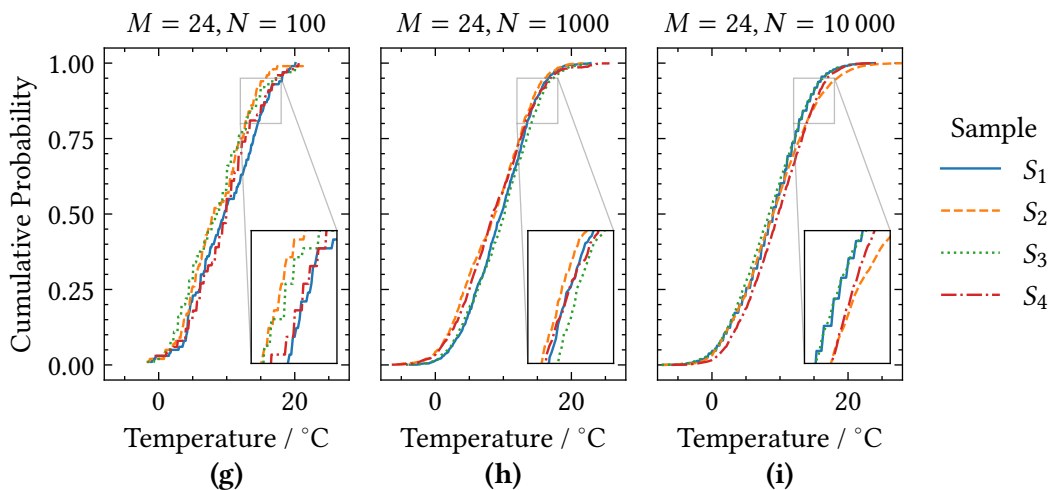 M = 24, N = 100
M = 24, N = 1000
M = 24, N = 10 000
Cumulative Probability
1.00
0.75
0.50
0.25
0.00
0
20
0
20
0
20
Temperature / °C
Temperature / °C
Temperature / °C
(g)
(h)
(i)
Sample
S1
S2
S3
S4